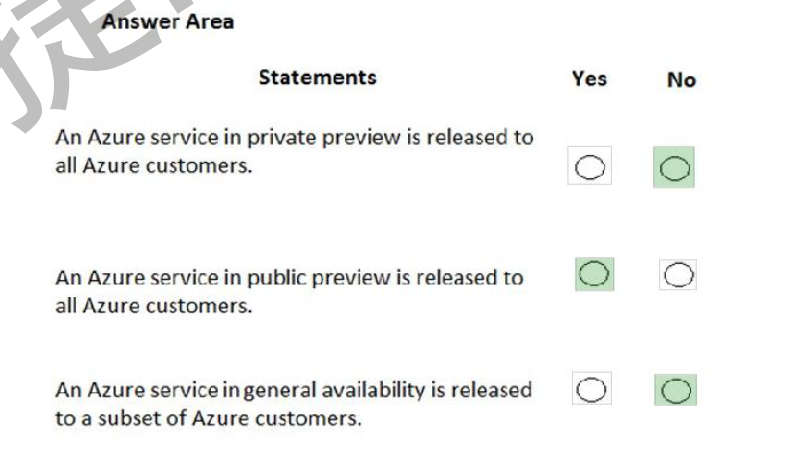 Answer Area
Statements Yes No
An Azure service in private preview is released to
all Azure customers.
An Azure service in public preview is released to
all Azure customers.
An Azure service in general availability is released
to a subset of Azure customers.